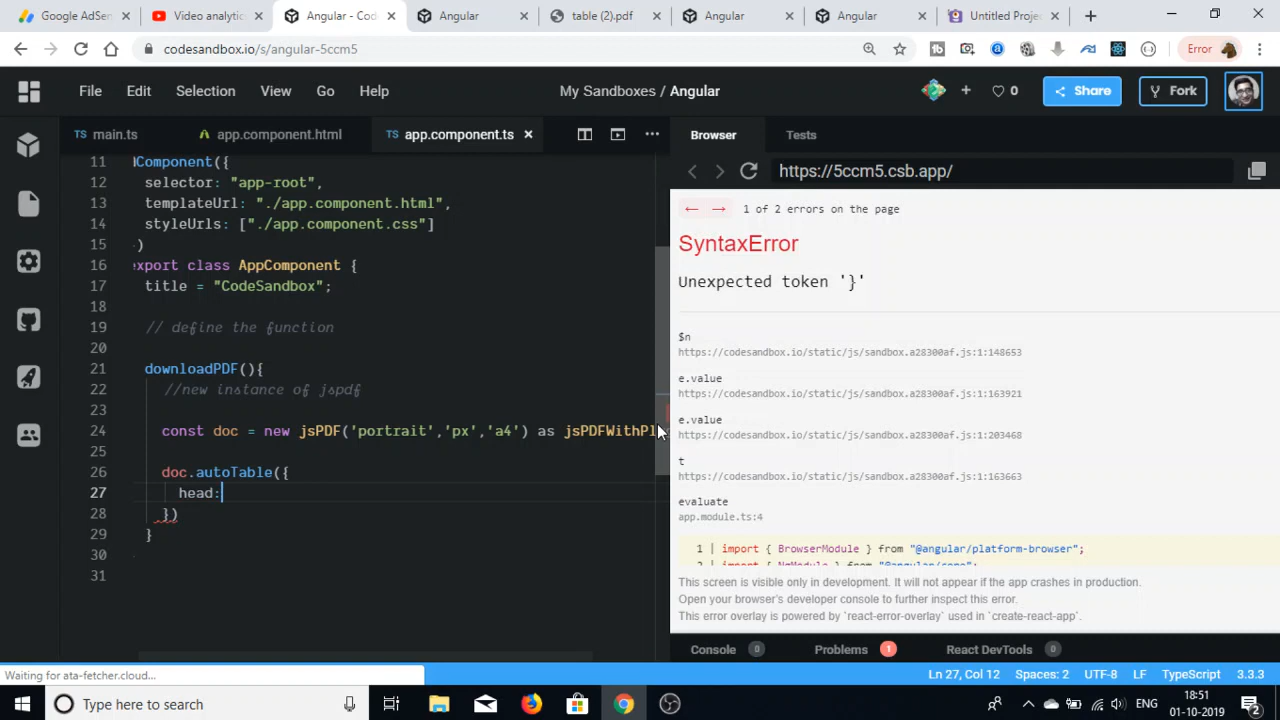 Google AdSen
Video analytic
Angular - Cod
Angular
table (2).pdf
Angular
Angular
Untitled Proje
codesandbox.io/s/angular-5ccm5
Error
File Edit Selection View Go Help
My Sandboxes / Angular
0
Share
Fork
TS main.ts
app.component.html
TS app.component.ts
Browser
Tests
https://5ccm5.csb.app/
11 Component({
12 selector: "app-root",
13 templateUrl: "./app.component.html",
14 styleUrls: ["./app.component.css"]
15 )
16 export class AppComponent {
17 title = "CodeSandbox";
18
19 // define the function
20
21 downloadPDF(){
22 //new instance of jspdf
23
24 const doc = new jsPDF('portrait','px','a4') as jsPDFWithPl
25
26 doc.autoTable({
27 head:
28 })
29 }
30
31
1 of 2 errors on the page
SyntaxError
Unexpected token '}'
$n
https://codesandbox.io/static/js/sandbox.a28300af.js:1:148653
e.value
https://codesandbox.io/static/js/sandbox.a28300af.js:1:163921
e.value
https://codesandbox.io/static/js/sandbox.a28300af.js:1:203468
t
https://codesandbox.io/static/js/sandbox.a28300af.js:1:163663
evaluate
app.module.ts:4
1 | import { BrowserModule } from "@angular/platform-browser";
2 | import { NgModule } from "@angular/core";
This screen is visible only in development. It will not appear if the app crashes in production.
Open your browser's developer console to further inspect this error.
This error overlay is powered by `react-error-overlay` used in `create-react-app`.
Console 0 Problems 1 React DevTools 0
Waiting for ata-fetcher.cloud...
Ln 27, Col 12 Spaces: 2 UTF-8 LF TypeScript 3.3.3
Type here to search
ENG
18:51
01-10-2019
2